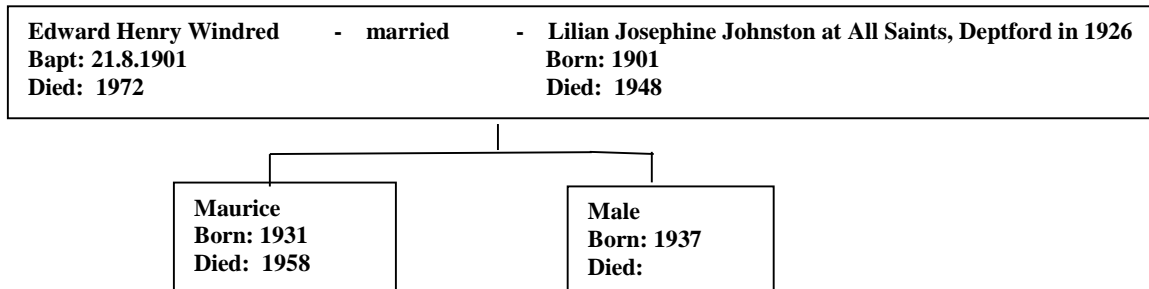 Edward Henry Windred - married - Lilian Josephine Johnston at All Saints, Deptford in 1926
Bapt: 21.8.1901 Born: 1901
Died: 1972 Died: 1948
Maurice
Born: 1931
Died: 1958
Male
Born: 1937
Died: